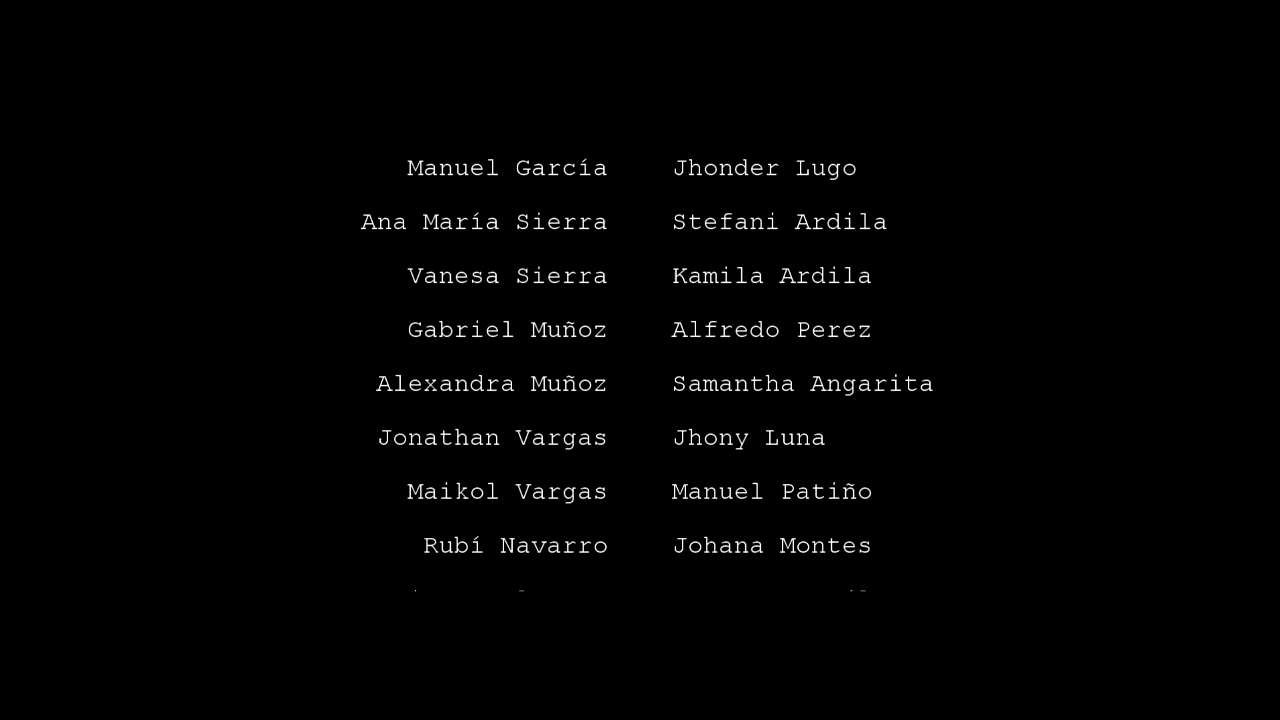 Manuel García Jhonder Lugo
Ana María Sierra Stefani Ardila
Vanesa Sierra Kamila Ardila
Gabriel Muñoz Alfredo Perez
Alexandra Muñoz Samantha Angarita
Jonathan Vargas Jhony Luna
Maikol Vargas Manuel Patiño
Rubí Navarro Johana Montes